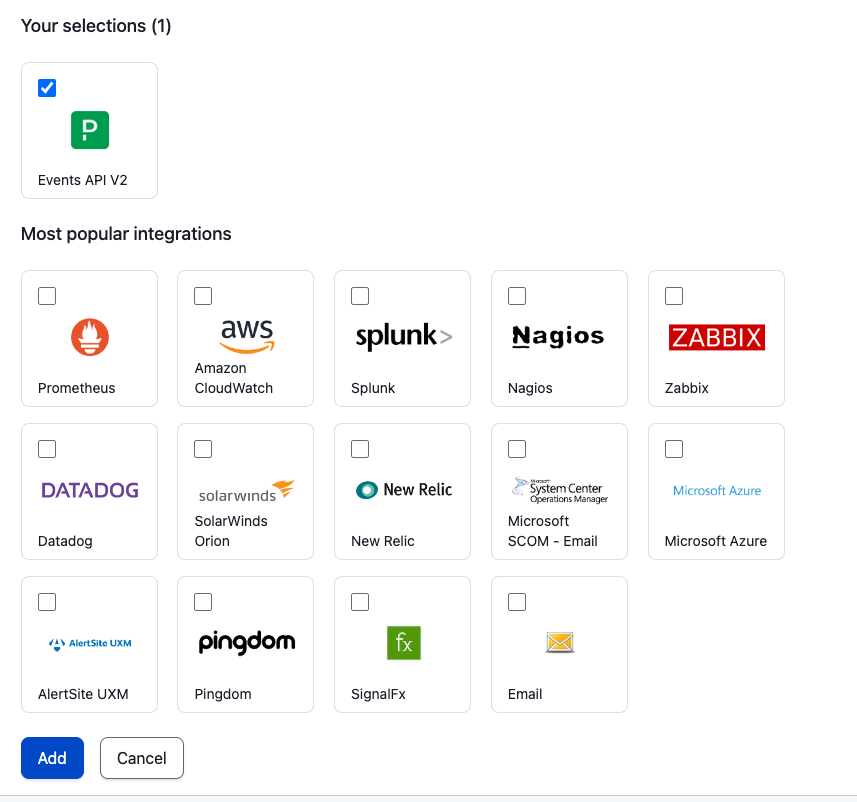 Your selections (1)
P
Events API V2
Most popular integrations
Prometheus
aws
Amazon
CloudWatch
splunk>
Splunk
Nagios
Nagios
ZABBIX
Zabbix
DATADOG
Datadog
solarwinds
SolarWinds
Orion
New Relic
New Relic
Microsoft
System Center
Operations Manager
Microsoft
SCOM - Email
Microsoft Azure
Microsoft Azure
AlertSite UXM
AlertSite UXM
pingdom
Pingdom
fx
SignalFx
Email
Add
Cancel